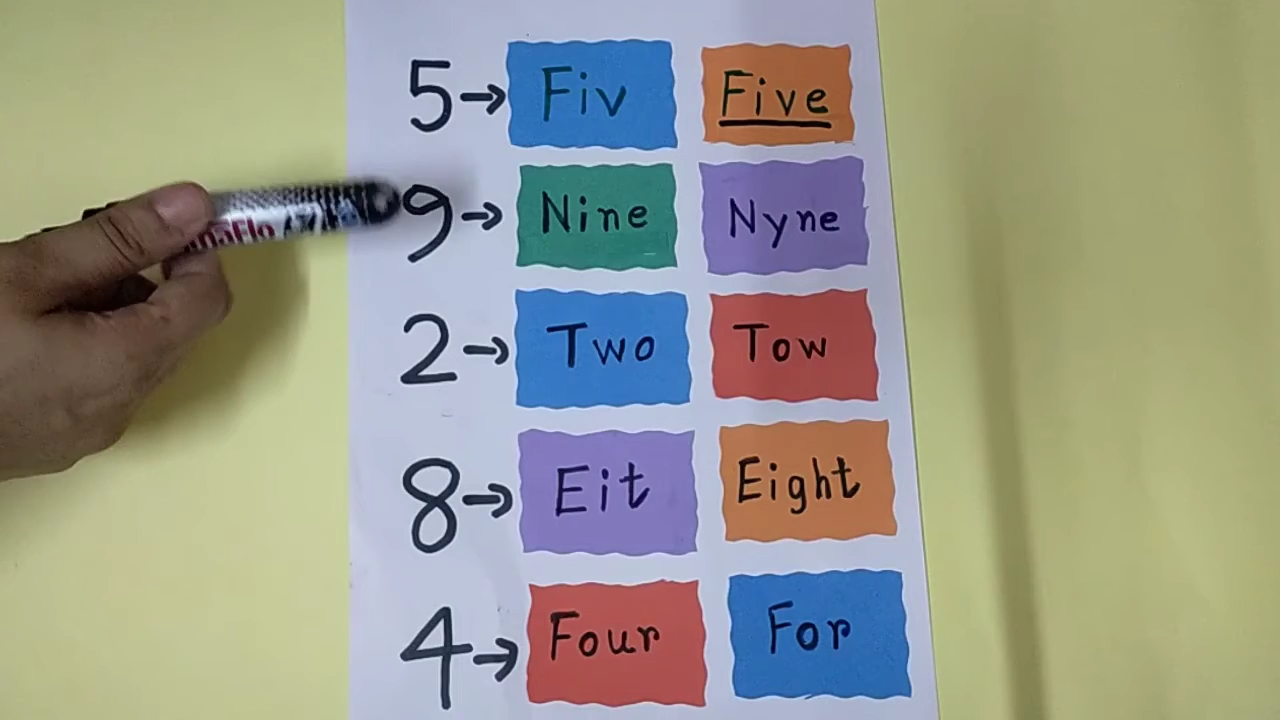 5→ Fiv Five
9→ Nine Nyne
2→ Two Tow
8→ Eit Eight
4→ Four For